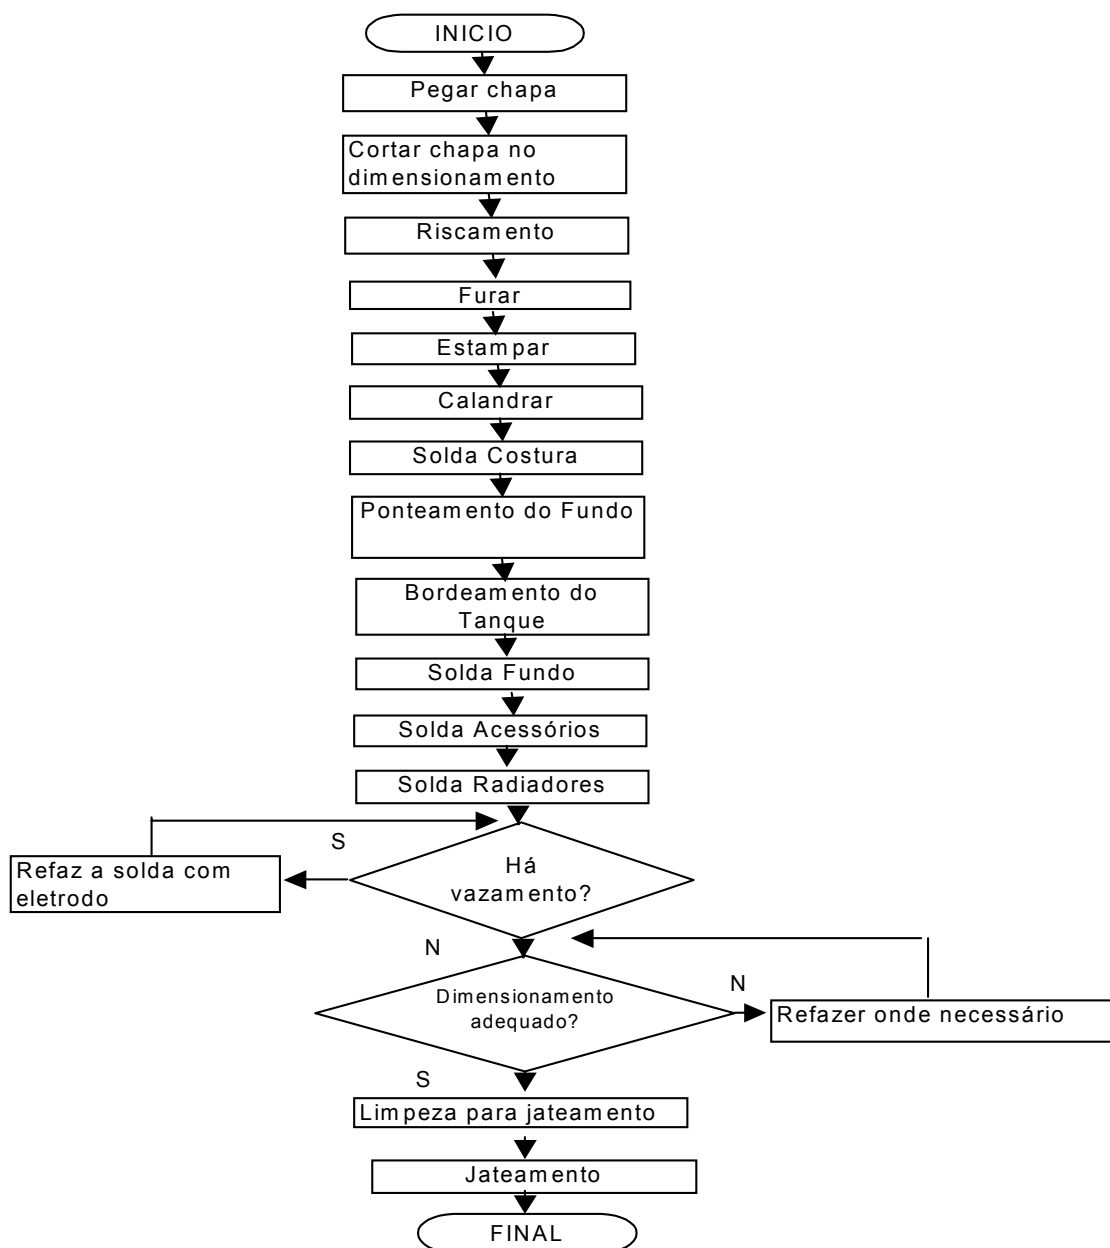 INICIO
Pegar chapa
Cortar chapa no
dimensionamento
Riscamento
Furar
Estampar
Calandrar
Solda Costura
Ponteamento do Fundo
Bordeamento do
Tanque
Solda Fundo
Solda Acessórios
Solda Radiadores
S
Refaz a solda com
eletrodo
Há
vazamento?
N
Dimensionamento
adequado?
N
Refazer onde necessário
S
Limpeza para jateamento
Jateamento
FINAL